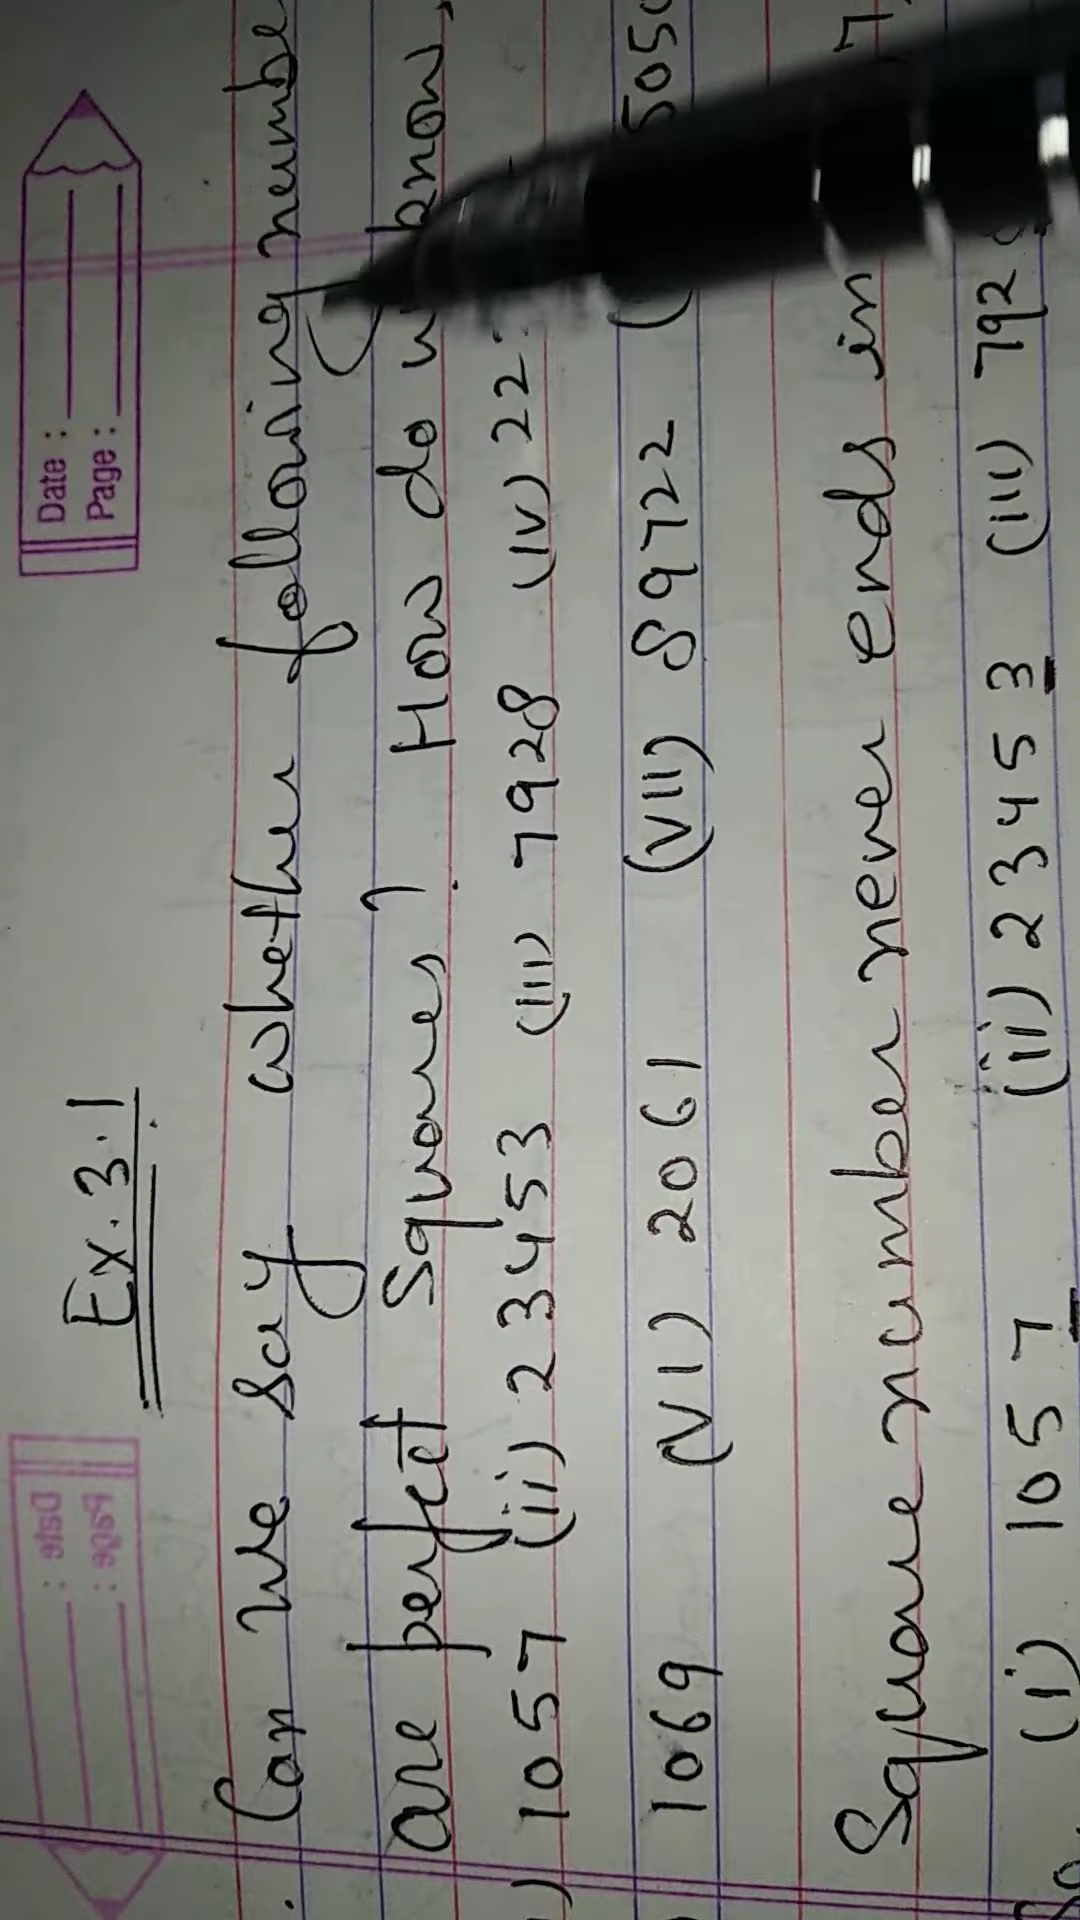 Date :
Page :
Ex. 3.1
Can we say whether following numbe
are perfect Squares? How do know,
) 1057 (ii) 23453 (iii) 7928 (iv) 22
1069 (vi) 2061 (vii) 89722 ( 505
Square number never ends in 7,
(i) 1057 (ii) 23453 (iii) 792